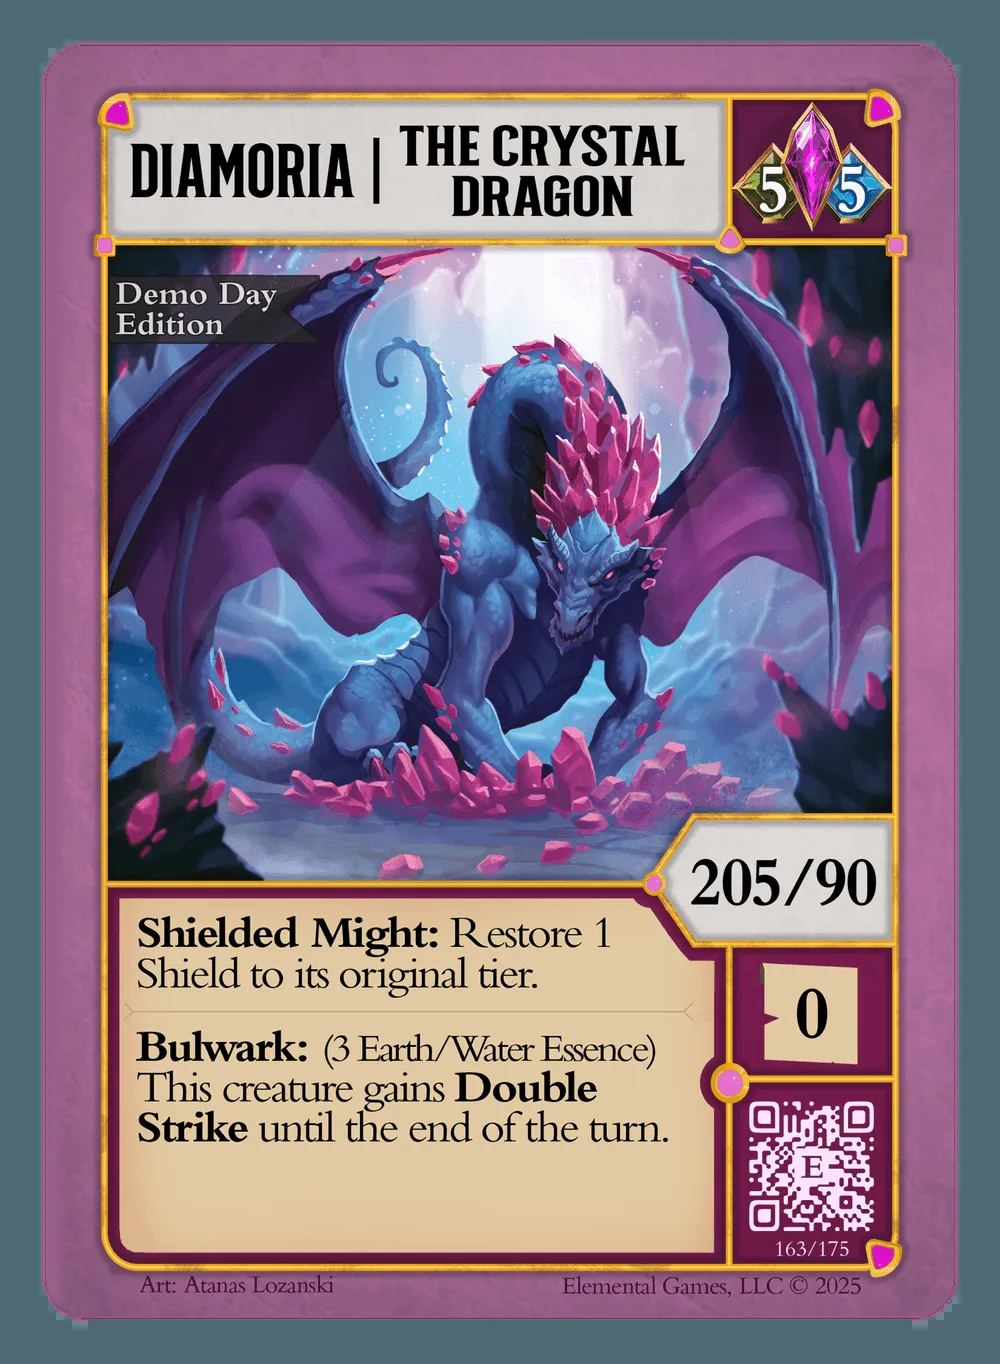 DIAMORIA | THE CRYSTAL
DRAGON
5 5
Demo Day
Edition
205/90
Shielded Might: Restore 1
Shield to its original tier.
0
Bulwark: (3 Earth/Water Essence)
This creature gains Double
Strike until the end of the turn.
E
163/175
Art: Atanas Lozanski
Elemental Games, LLC © 2025